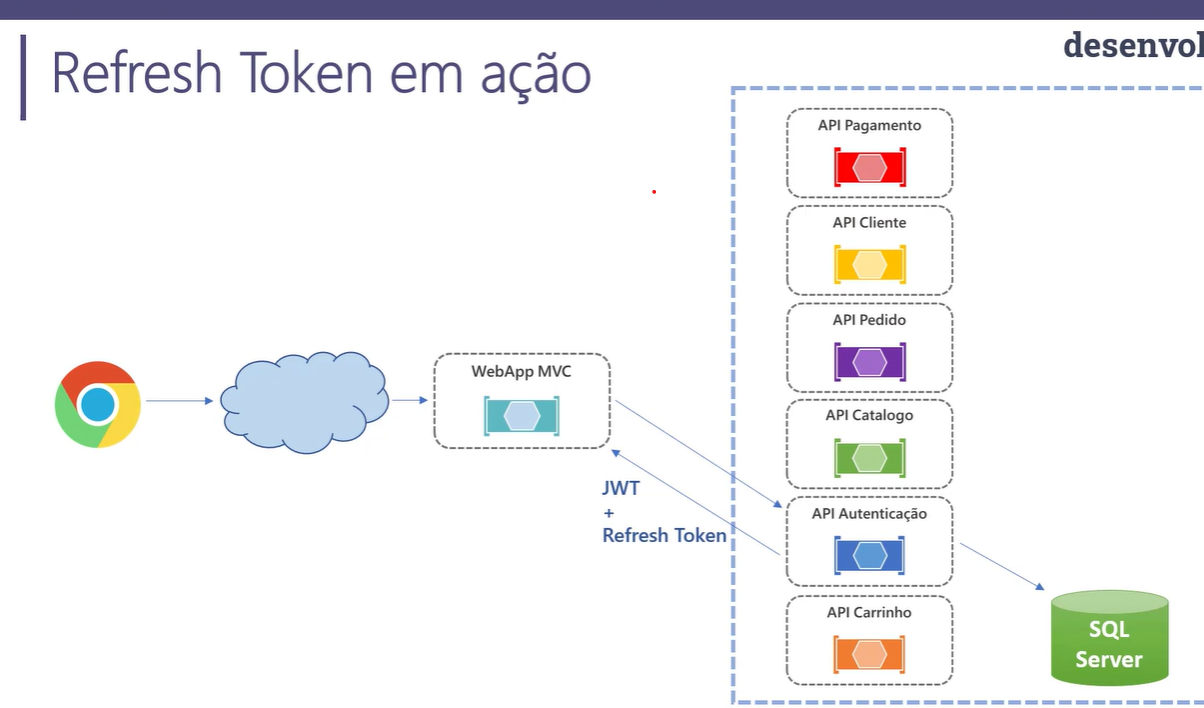 Refresh Token em ação
desenvol
API Pagamento
API Cliente
API Pedido
WebApp MVC
API Catalogo
JWT
+
Refresh Token
API Autenticação
API Carrinho
SQL
Server